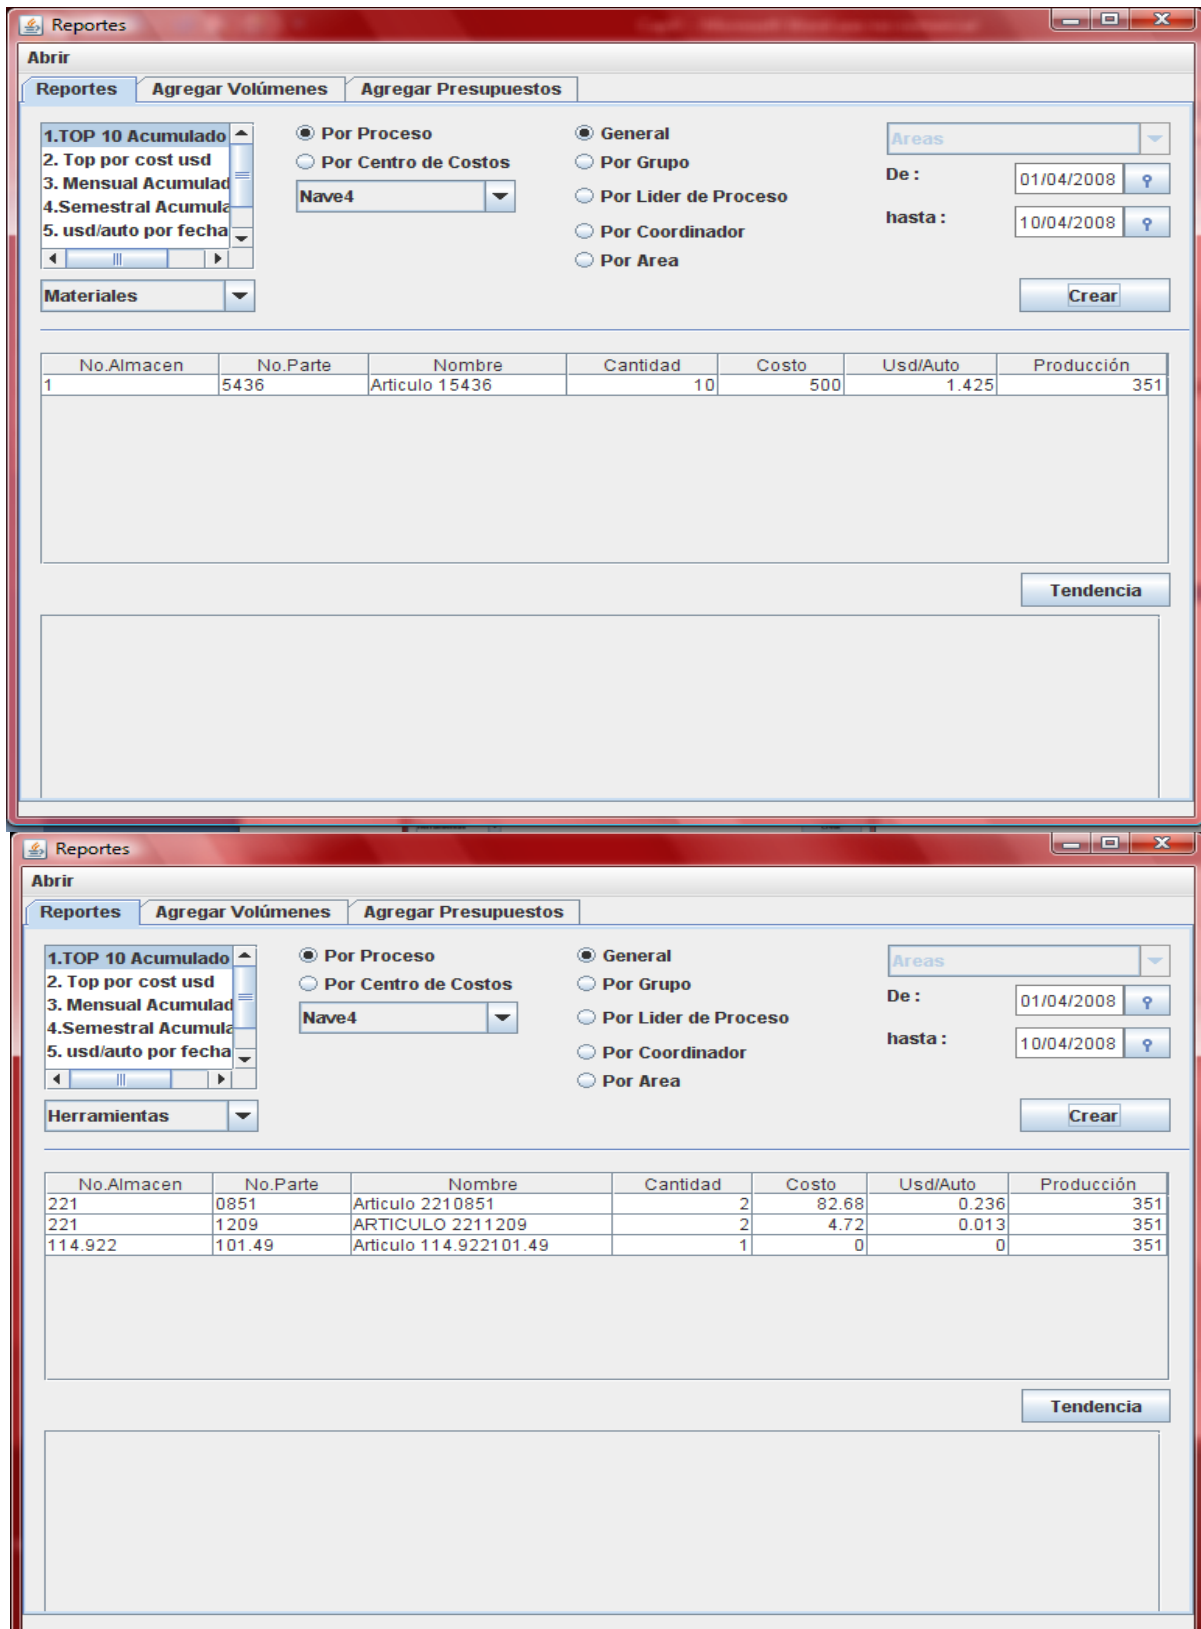 Reportes
Abrir
Reportes Agregar Volúmenes Agregar Presupuestos
1.TOP 10 Acumulado Por Proceso General Areas
2. Top por cost usd Por Centro de Costos Por Grupo De :
3. Mensual Acumulad 01/04/2008
Nave4 Por Lider de Proceso
4.Semestral Acumula hasta : 10/04/2008
5. usd/auto por fecha Por Coordinador
Por Area
Materiales Crear
No.Almacen No.Parte Nombre Cantidad Costo Usd/Auto Producción
1 5436 Articulo 15436 10 500 1.425 351
Tendencia
Reportes
Abrir
Reportes Agregar Volúmenes Agregar Presupuestos
1.TOP 10 Acumulado Por Proceso General Areas
2. Top por cost usd Por Centro de Costos Por Grupo De :
3. Mensual Acumulad 01/04/2008
Nave4 Por Lider de Proceso
4.Semestral Acumula hasta : 10/04/2008
5. usd/auto por fecha Por Coordinador
Por Area
Herramientas Crear
No.Almacen No.Parte Nombre Cantidad Costo Usd/Auto Producción
221 0851 Articulo 2210851 2 82.68 0.236 351
221 1209 ARTICULO 2211209 2 4.72 0.013 351
114.922 101.49 Articulo 114.922101.49 1 0 0 351
Tendencia